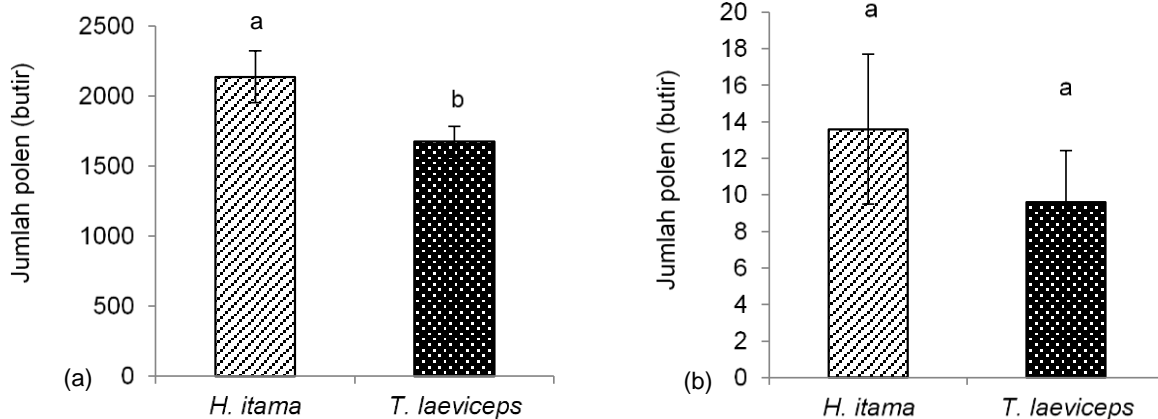 2500
2000
1500
1000
500
0
Jumlah polen (butir)
a
b
H. itama
T. laeviceps
(a)
20
18
16
14
12
10
8
6
4
2
0
Jumlah polen (butir)
a
a
H. itama
T. laeviceps
(b)